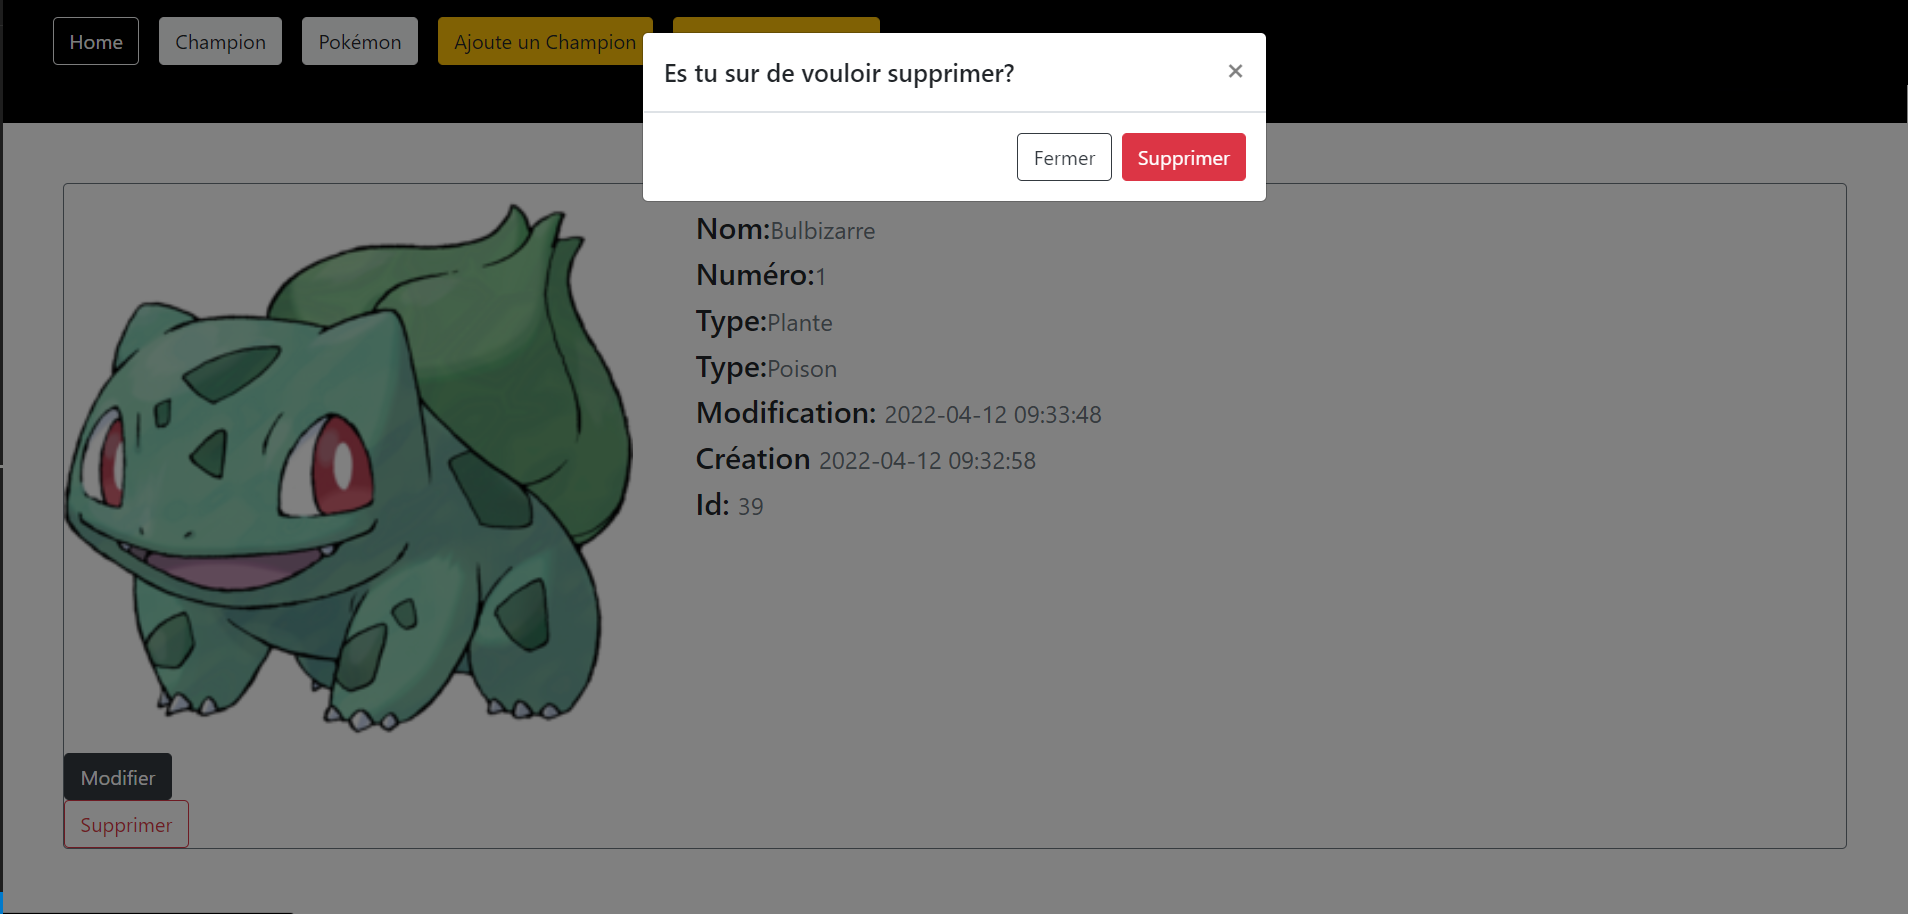 Home Champion Pokémon Ajoute un Champion
Es tu sur de vouloir supprimer? ×
Fermer Supprimer
Nom:Bulbizarre
Numéro:1
Type:Plante
Type:Poison
Modification: 2022-04-12 09:33:48
Création 2022-04-12 09:32:58
Id: 39
Modifier
Supprimer